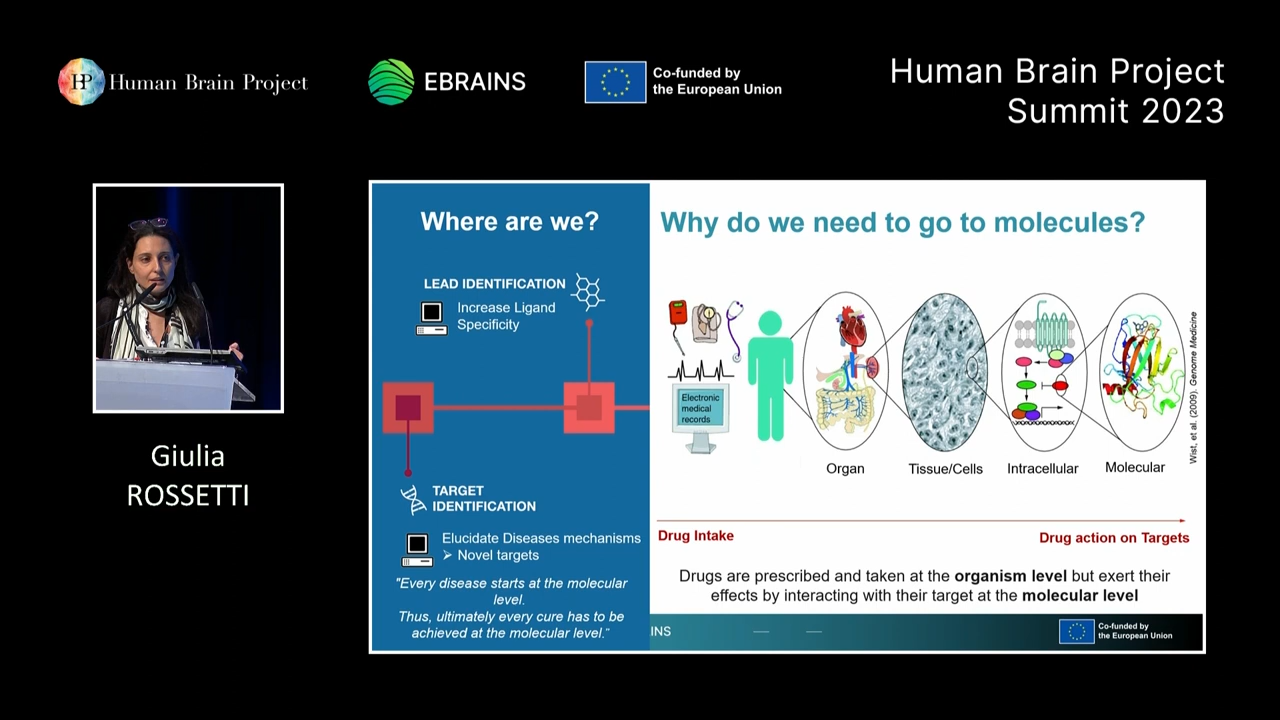 HP Human Brain Project
EBRAINS
Co-funded by
the European Union
Human Brain Project
Summit 2023
Giulia
ROSSETTI
Where are we?
LEAD IDENTIFICATION
Increase Ligand
Specificity
TARGET
IDENTIFICATION
Elucidate Diseases mechanisms
➢ Novel targets
"Every disease starts at the molecular
level.
Thus, ultimately every cure has to be
achieved at the molecular level."
Why do we need to go to molecules?
Electronic
medical
records
Organ
Tissue/Cells
Intracellular
Molecular
Wist, et al. (2009) Genome Medicine
Drug Intake
Drug action on Targets
Drugs are prescribed and taken at the organism level but exert their
effects by interacting with their target at the molecular level
INS
Co-funded by
the European Union